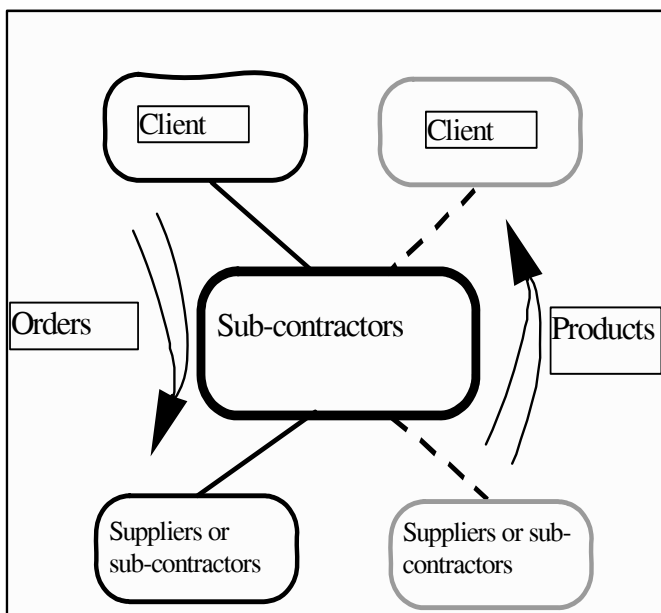 Client
Client
Orders
Sub-contractors
Products
Suppliers or
sub-contractors
Suppliers or sub-
contractors